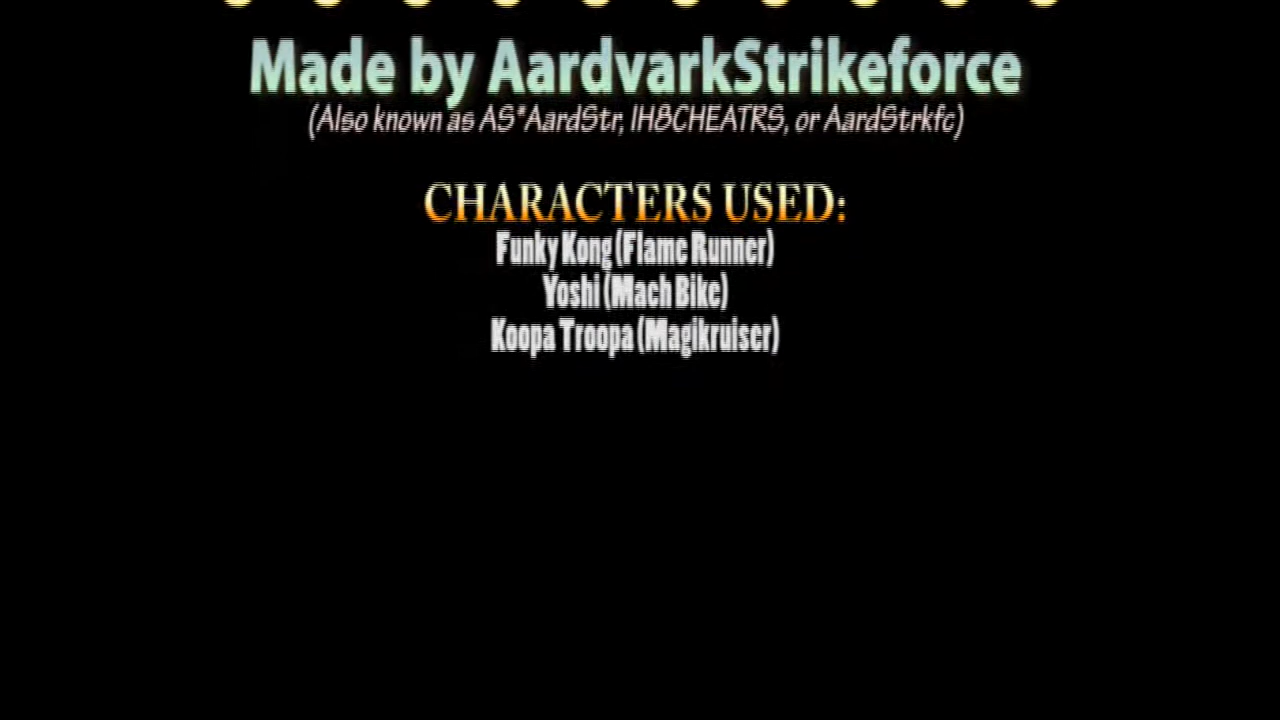 Made by AardvarkStrikeforce
(Also known as AS*AardStr, IH8CHEATRS, or AardStrkfc)
CHARACTERS USED:
Funky Kong (Flame Runner)
Yoshi (Mach Bike)
Koopa Troopa (Magikruiser)